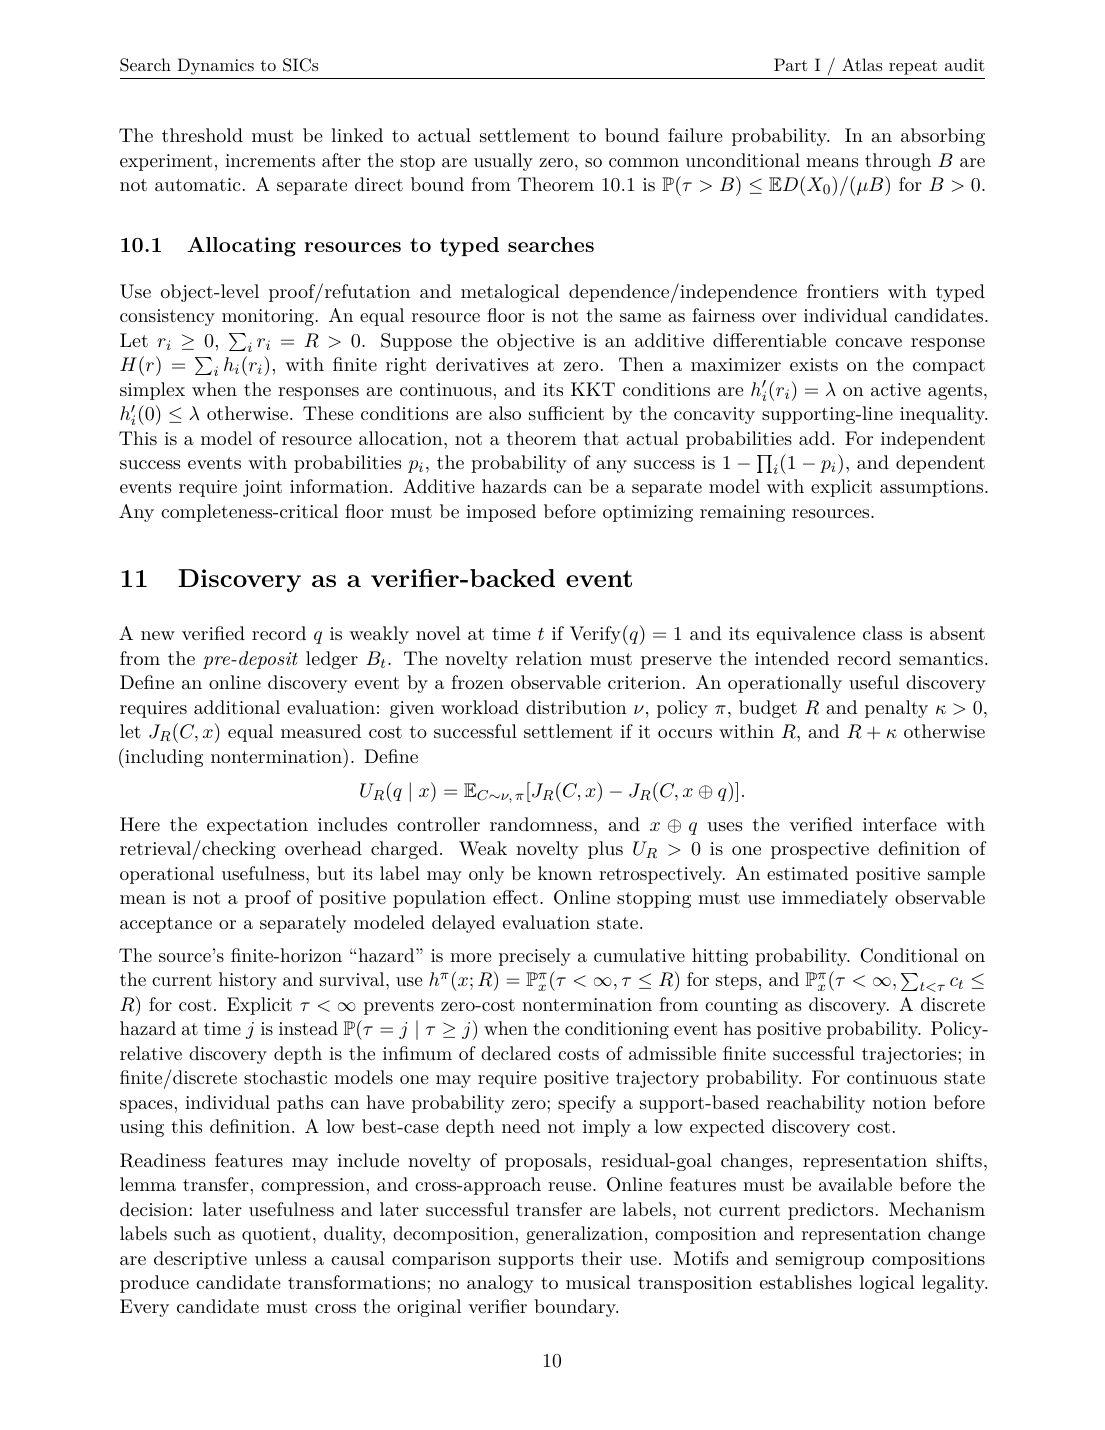 Search Dynamics to SICs
Part I / Atlas repeat audit
The threshold must be linked to actual settlement to bound failure probability. In an absorbing
experiment, increments after the stop are usually zero, so common unconditional means through B are
not automatic. A separate direct bound from Theorem 10.1 is ℙ(τ > B) ≤ 𝔼D(X₀)/(μB) for B > 0.
10.1 Allocating resources to typed searches
Use object-level proof/refutation and metalogical dependence/independence frontiers with typed
consistency monitoring. An equal resource floor is not the same as fairness over individual candidates.
Let rᵢ ≥ 0, ∑ᵢ rᵢ = R > 0. Suppose the objective is an additive differentiable concave response
H(r) = ∑ᵢ hᵢ(rᵢ), with finite right derivatives at zero. Then a maximizer exists on the compact
simplex when the responses are continuous, and its KKT conditions are h′ᵢ(rᵢ) = λ on active agents,
h′ᵢ(0) ≤ λ otherwise. These conditions are also sufficient by the concavity supporting-line inequality.
This is a model of resource allocation, not a theorem that actual probabilities add. For independent
success events with probabilities pᵢ, the probability of any success is 1 − ∏ᵢ(1 − pᵢ), and dependent
events require joint information. Additive hazards can be a separate model with explicit assumptions.
Any completeness-critical floor must be imposed before optimizing remaining resources.
11 Discovery as a verifier-backed event
A new verified record q is weakly novel at time t if Verify(q) = 1 and its equivalence class is absent
from the pre-deposit ledger Bₜ. The novelty relation must preserve the intended record semantics.
Define an online discovery event by a frozen observable criterion. An operationally useful discovery
requires additional evaluation: given workload distribution ν, policy π, budget R and penalty κ > 0,
let J_R(C, x) equal measured cost to successful settlement if it occurs within R, and R + κ otherwise
(including nontermination). Define
U_R(q | x) = 𝔼_{C∼ν, π}[J_R(C, x) − J_R(C, x ⊕ q)].
Here the expectation includes controller randomness, and x ⊕ q uses the verified interface with
retrieval/checking overhead charged. Weak novelty plus U_R > 0 is one prospective definition of
operational usefulness, but its label may only be known retrospectively. An estimated positive sample
mean is not a proof of positive population effect. Online stopping must use immediately observable
acceptance or a separately modeled delayed evaluation state.
The source's finite-horizon “hazard” is more precisely a cumulative hitting probability. Conditional on
the current history and survival, use h^π(x; R) = ℙ^π_x(τ < ∞, τ ≤ R) for steps, and ℙ^π_x(τ < ∞, ∑_{t<τ} cₜ ≤
R) for cost. Explicit τ < ∞ prevents zero-cost nontermination from counting as discovery. A discrete
hazard at time j is instead ℙ(τ = j | τ ≥ j) when the conditioning event has positive probability. Policy-
relative discovery depth is the infimum of declared costs of admissible finite successful trajectories; in
finite/discrete stochastic models one may require positive trajectory probability. For continuous state
spaces, individual paths can have probability zero; specify a support-based reachability notion before
using this definition. A low best-case depth need not imply a low expected discovery cost.
Readiness features may include novelty of proposals, residual-goal changes, representation shifts,
lemma transfer, compression, and cross-approach reuse. Online features must be available before the
decision: later usefulness and later successful transfer are labels, not current predictors. Mechanism
labels such as quotient, duality, decomposition, generalization, composition and representation change
are descriptive unless a causal comparison supports their use. Motifs and semigroup compositions
produce candidate transformations; no analogy to musical transposition establishes logical legality.
Every candidate must cross the original verifier boundary.
10